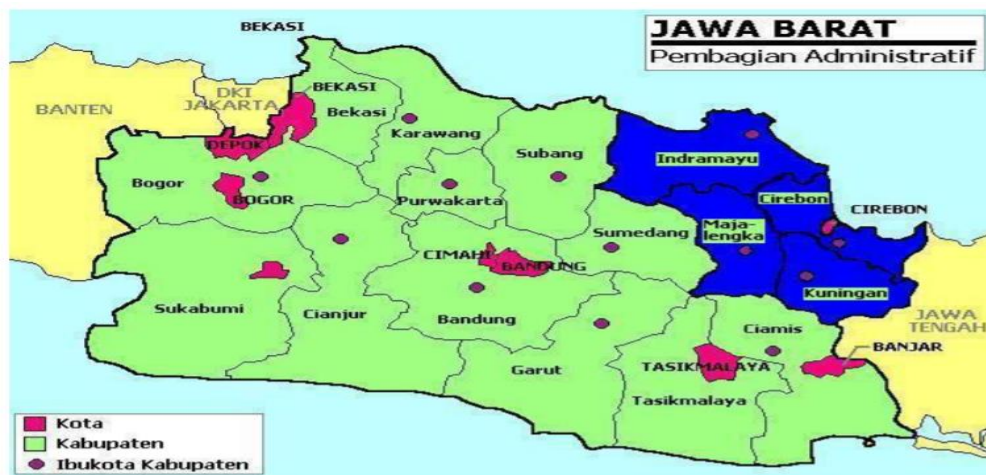 BEKASI
JAWA BARAT
Pembagian Administratif
BANTEN
DKI
JAKARTA
BEKASI
Bekasi
Karawang
DEPOK
Subang
Indramayu
Bogor
BOGOR
Purwakarta
Cirebon
CIREBON
Maja-
lengka
Sumedang
CIMAHI
BANDUNG
Kuningan
Sukabumi
Cianjur
Bandung
Ciamis
JAWA
TENGAH
BANJAR
Garut
TASIKMALAYA
Tasikmalaya
Kota
Kabupaten
Ibukota Kabupaten